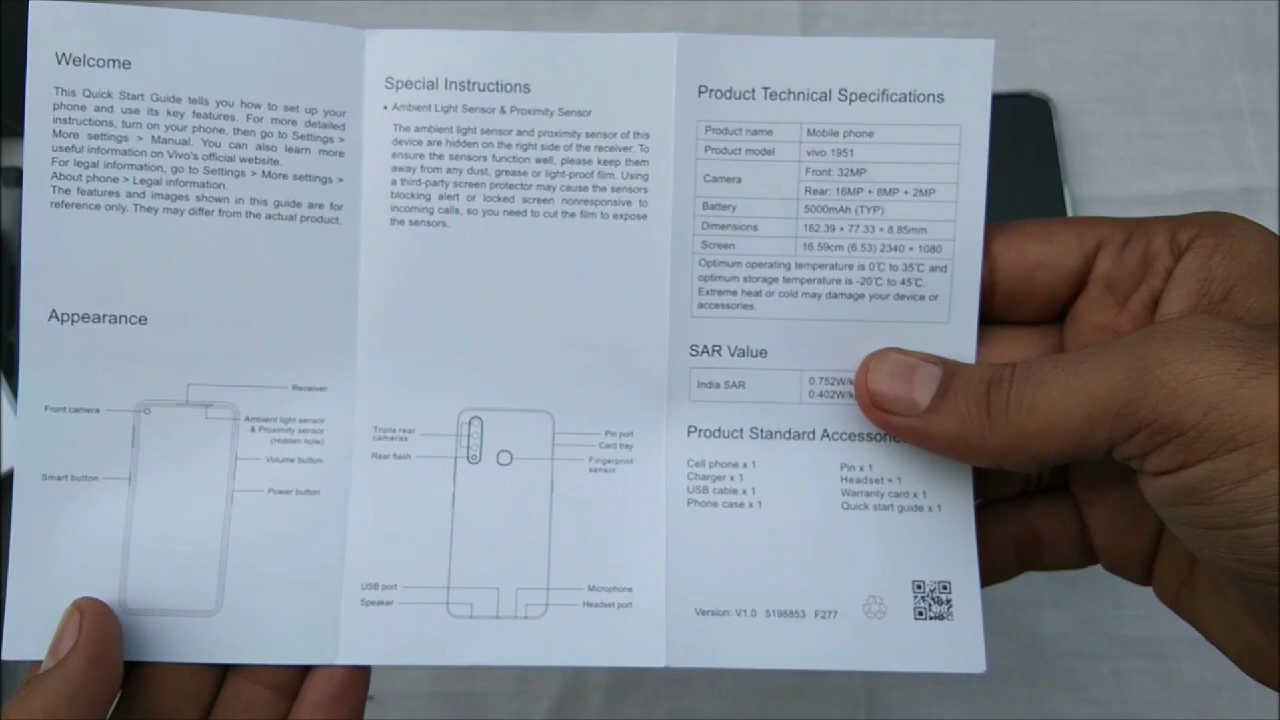 Welcome
This Quick Start Guide tells you how to set up your
phone and use its key features. For more detailed
instructions, turn on your phone, then go to Settings >
More settings > Manual. You can also learn more
useful information on Vivo's official website.
For legal information, go to Settings > More settings >
About phone > Legal information.
The features and images shown in this guide are for
reference only. They may differ from the actual product.
Appearance
Receiver
Front camera
Ambient light sensor
& Proximity sensor
(Hidden hole)
Volume button
Smart button
Power button
Special Instructions
• Ambient Light Sensor & Proximity Sensor
The ambient light sensor and proximity sensor of this
device are hidden on the right side of the receiver. To
ensure the sensors function well, please keep them
away from any dust, grease or light-proof film. Using
a third-party screen protector may cause the sensors
blocking alert or locked screen nonresponsive to
incoming calls, so you need to cut the film to expose
the sensors.
Triple rear
cameras
Rear flash
Pin port
Card tray
Fingerprint
sensor
USB port
Speaker
Microphone
Headset port
Product Technical Specifications
Product name Mobile phone
Product model vivo 1951
Camera Front: 32MP
Rear: 16MP + 8MP + 2MP
Battery 5000mAh (TYP)
Dimensions 162.39 × 77.33 × 8.85mm
Screen 16.59cm (6.53) 2340 × 1080
Optimum operating temperature is 0℃ to 35℃ and
optimum storage temperature is -20℃ to 45℃.
Extreme heat or cold may damage your device or
accessories.
SAR Value
India SAR 0.752W/k
0.402W/k
Product Standard Accessorie
Cell phone x 1
Charger x 1
USB cable x 1
Phone case x 1
Pin x 1
Headset × 1
Warranty card x 1
Quick start guide x 1
Version: V1.0 5198853 F277